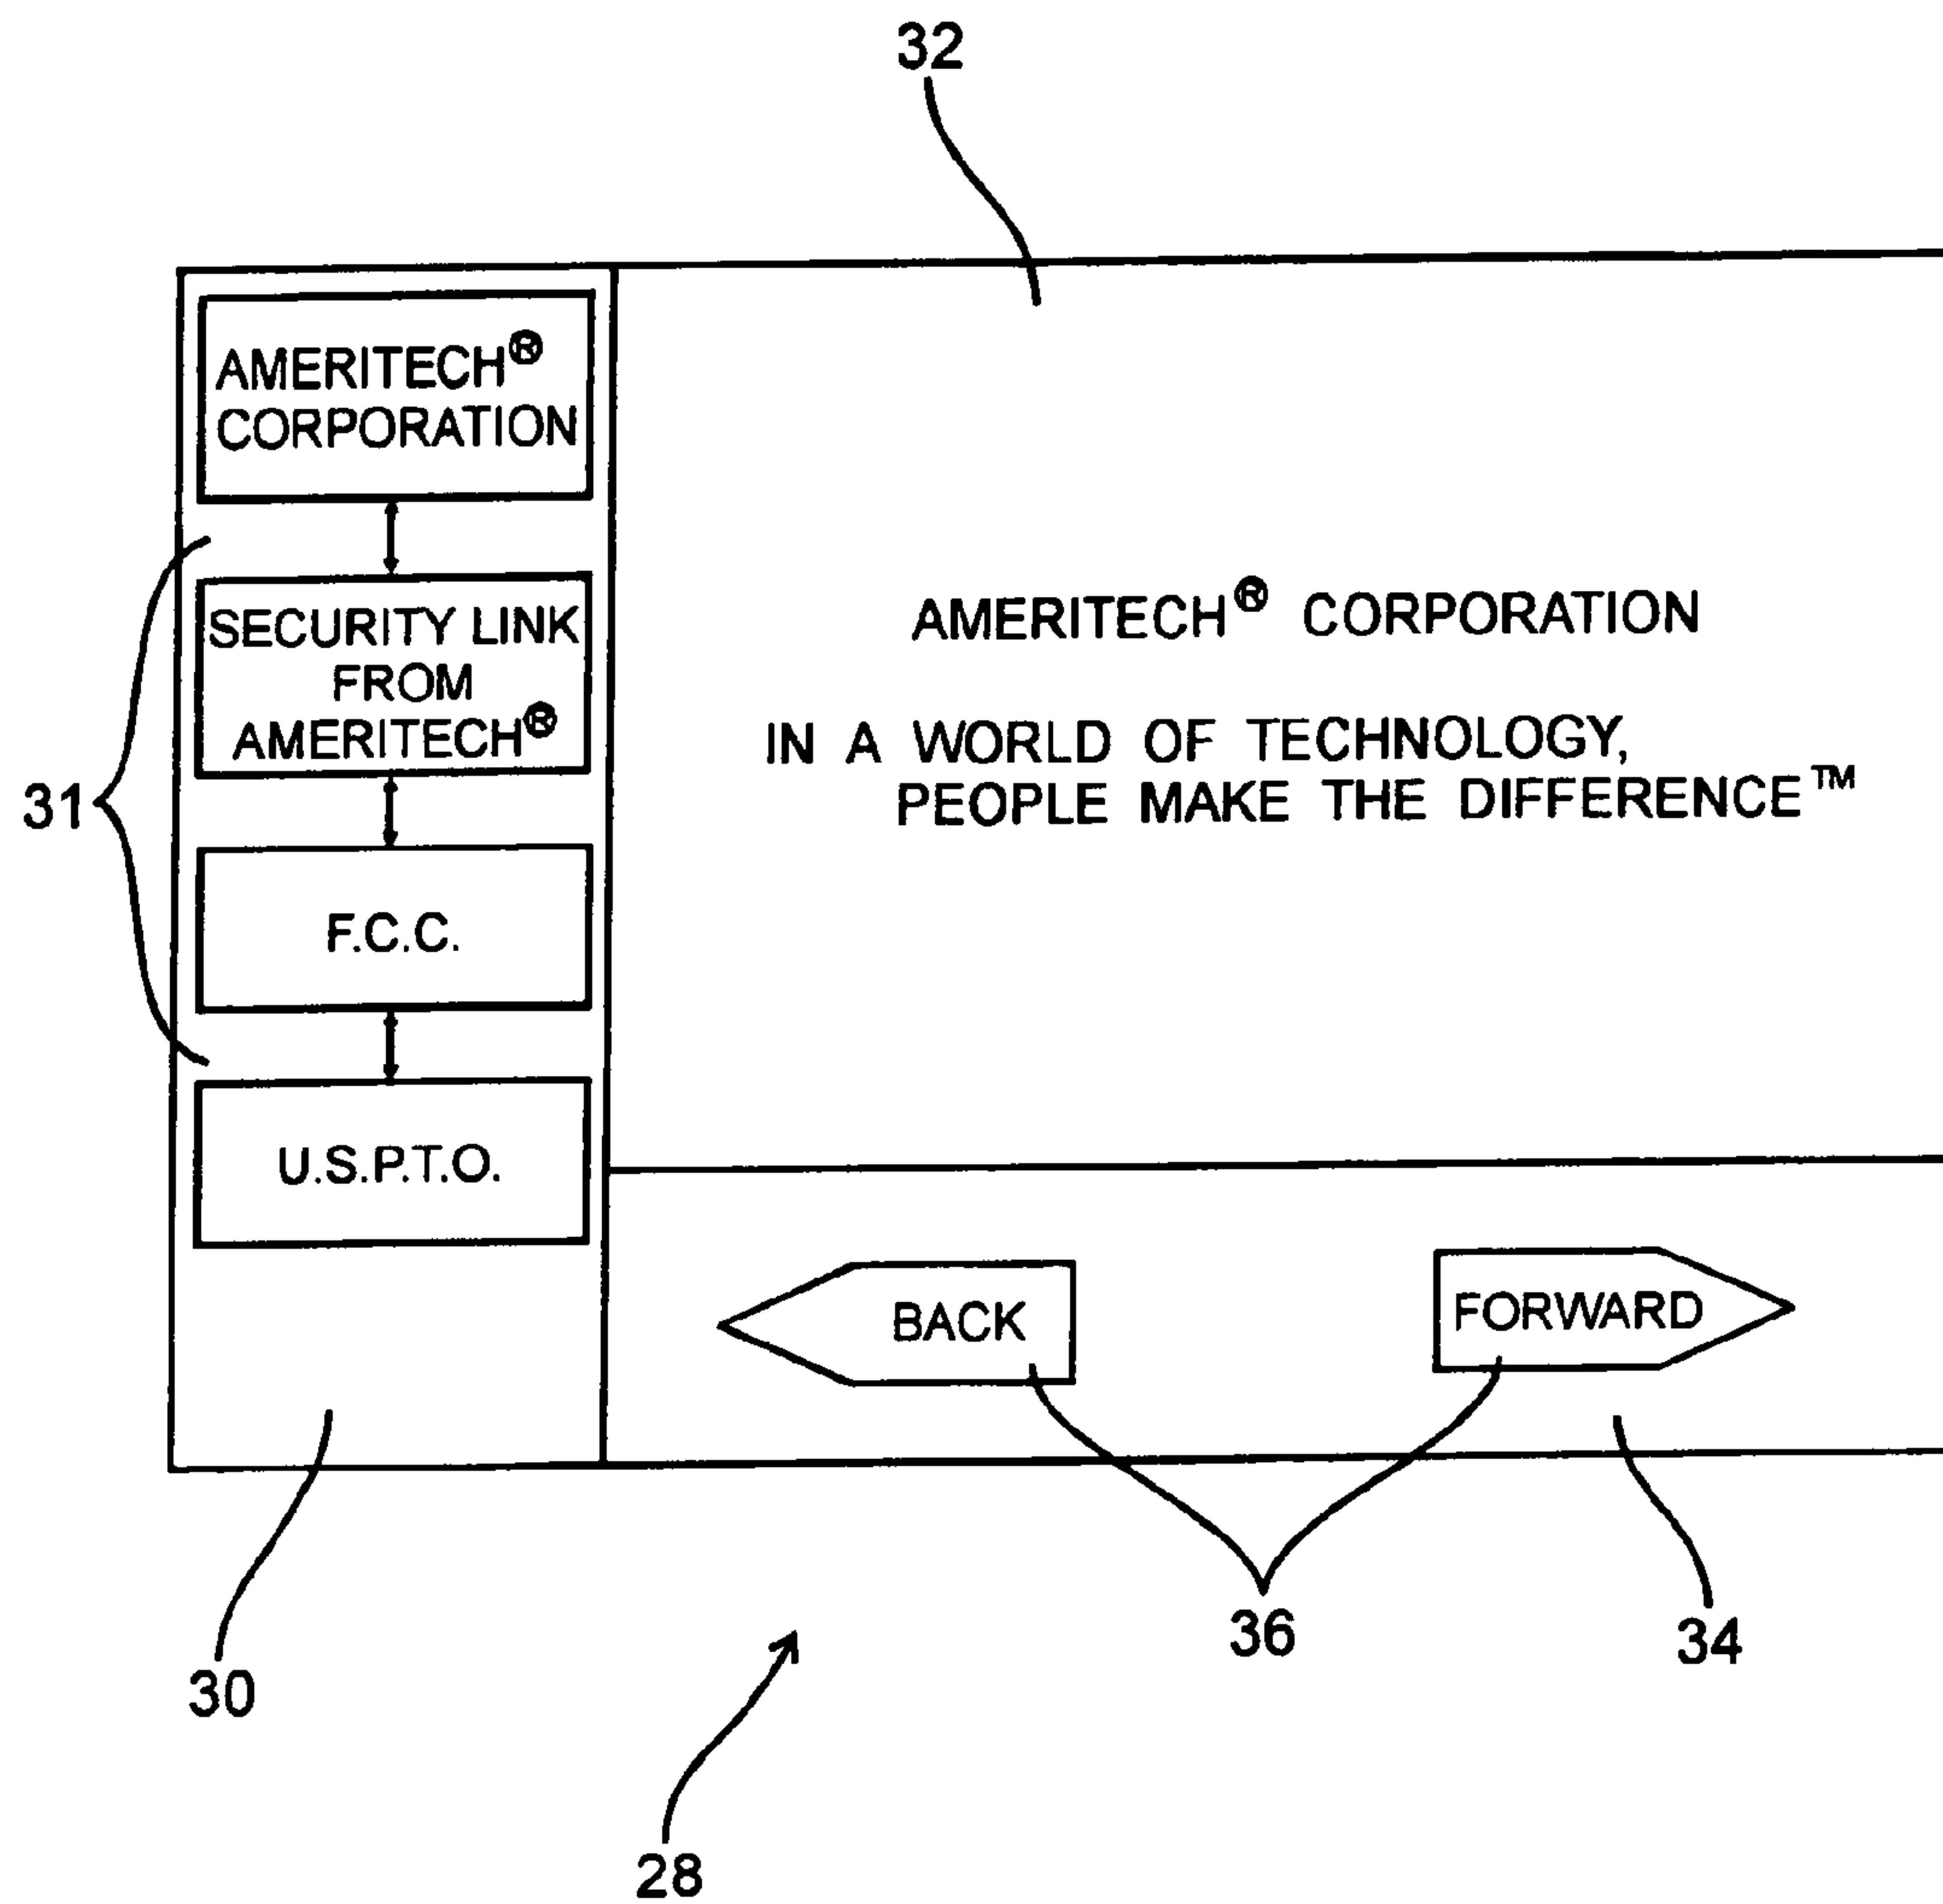 32
AMERITECH®
CORPORATION
SECURITY LINK
FROM
AMERITECH®
31
F.C.C.
U.S.P.T.O.
AMERITECH® CORPORATION
IN A WORLD OF TECHNOLOGY,
PEOPLE MAKE THE DIFFERENCE™
BACK
FORWARD
30
36
34
28